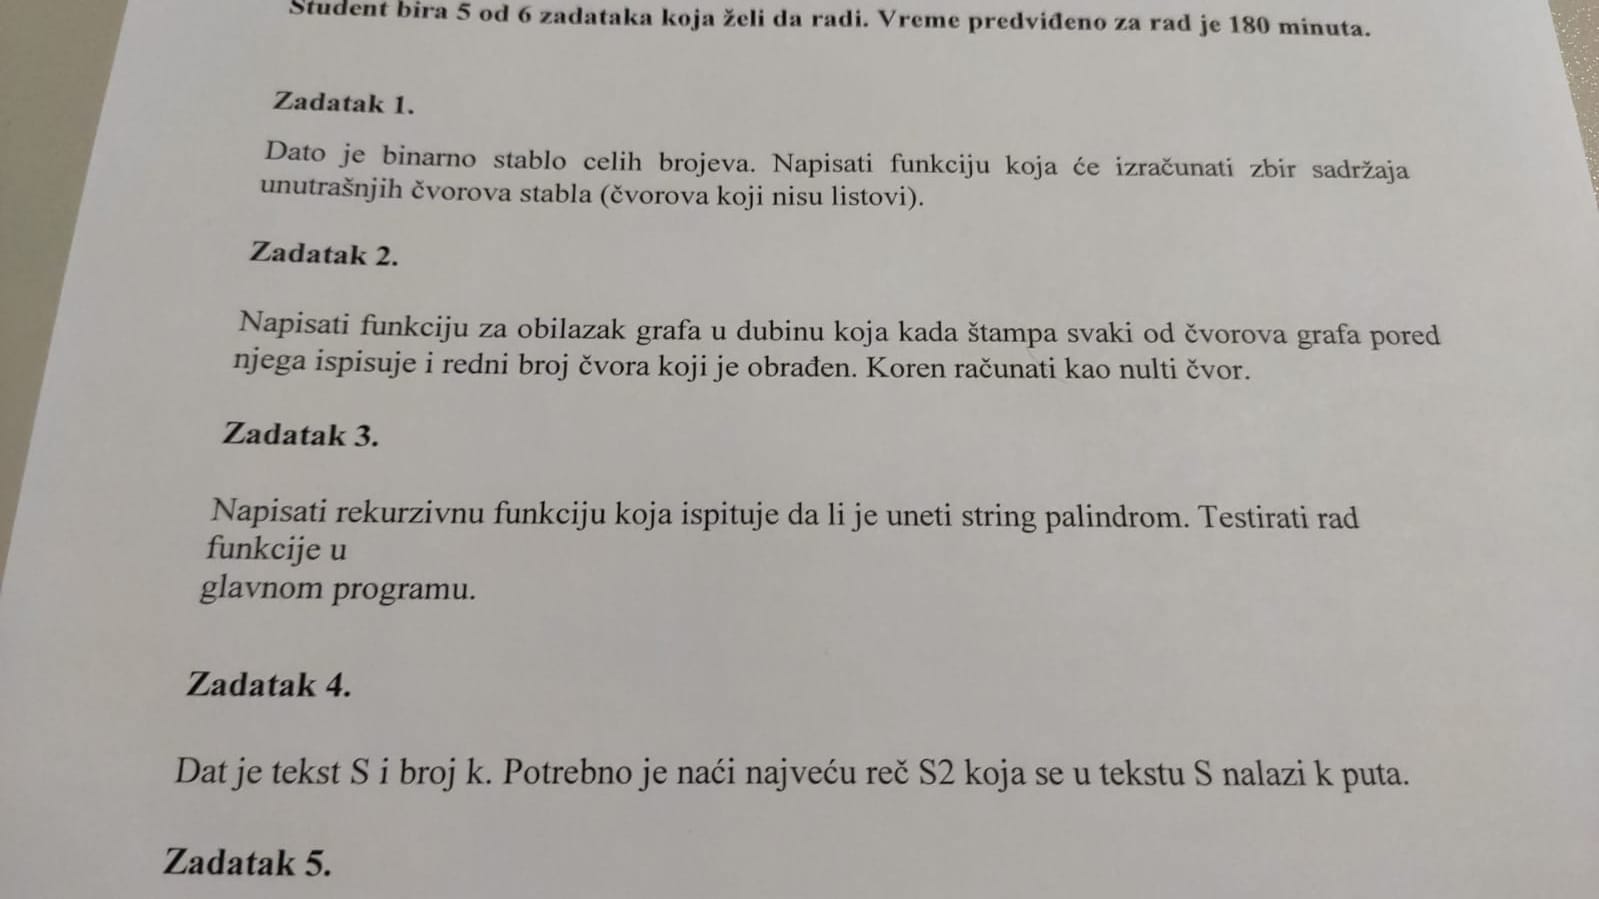 Student bira 5 od 6 zadataka koja želi da radi. Vreme predviđeno za rad je 180 minuta.
Zadatak 1.
Dato je binarno stablo celih brojeva. Napisati funkciju koja će izračunati zbir sadržaja
unutrašnjih čvorova stabla (čvorova koji nisu listovi).
Zadatak 2.
Napisati funkciju za obilazak grafa u dubinu koja kada štampa svaki od čvorova grafa pored
njega ispisuje i redni broj čvora koji je obrađen. Koren računati kao nulti čvor.
Zadatak 3.
Napisati rekurzivnu funkciju koja ispituje da li je uneti string palindrom. Testirati rad
funkcije u
glavnom programu.
Zadatak 4.
Dat je tekst S i broj k. Potrebno je naći najveću reč S2 koja se u tekstu S nalazi k puta.
Zadatak 5.